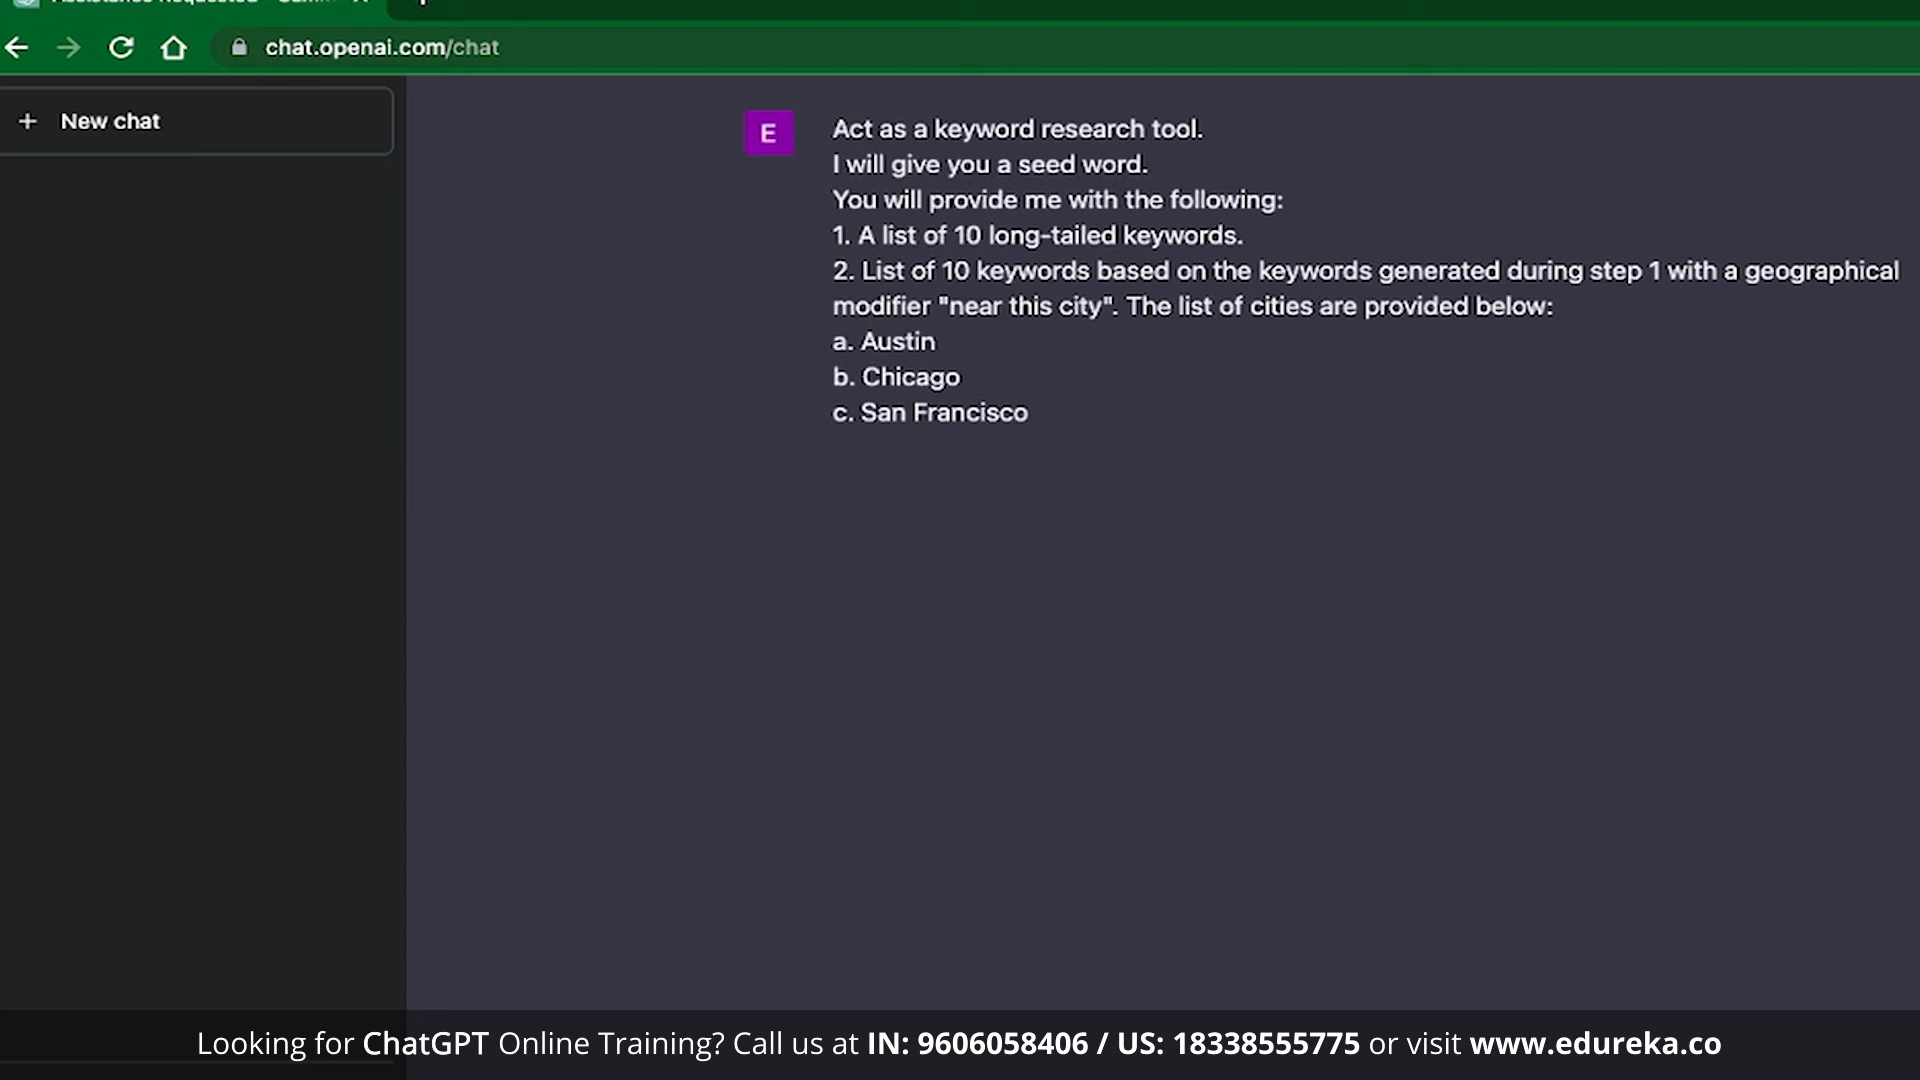 chat.openai.com/chat
+ New chat
E
Act as a keyword research tool.
I will give you a seed word.
You will provide me with the following:
1. A list of 10 long-tailed keywords.
2. List of 10 keywords based on the keywords generated during step 1 with a geographical
modifier "near this city". The list of cities are provided below:
a. Austin
b. Chicago
c. San Francisco
Looking for ChatGPT Online Training? Call us at IN: 9606058406 / US: 18338555775 or visit www.edureka.co